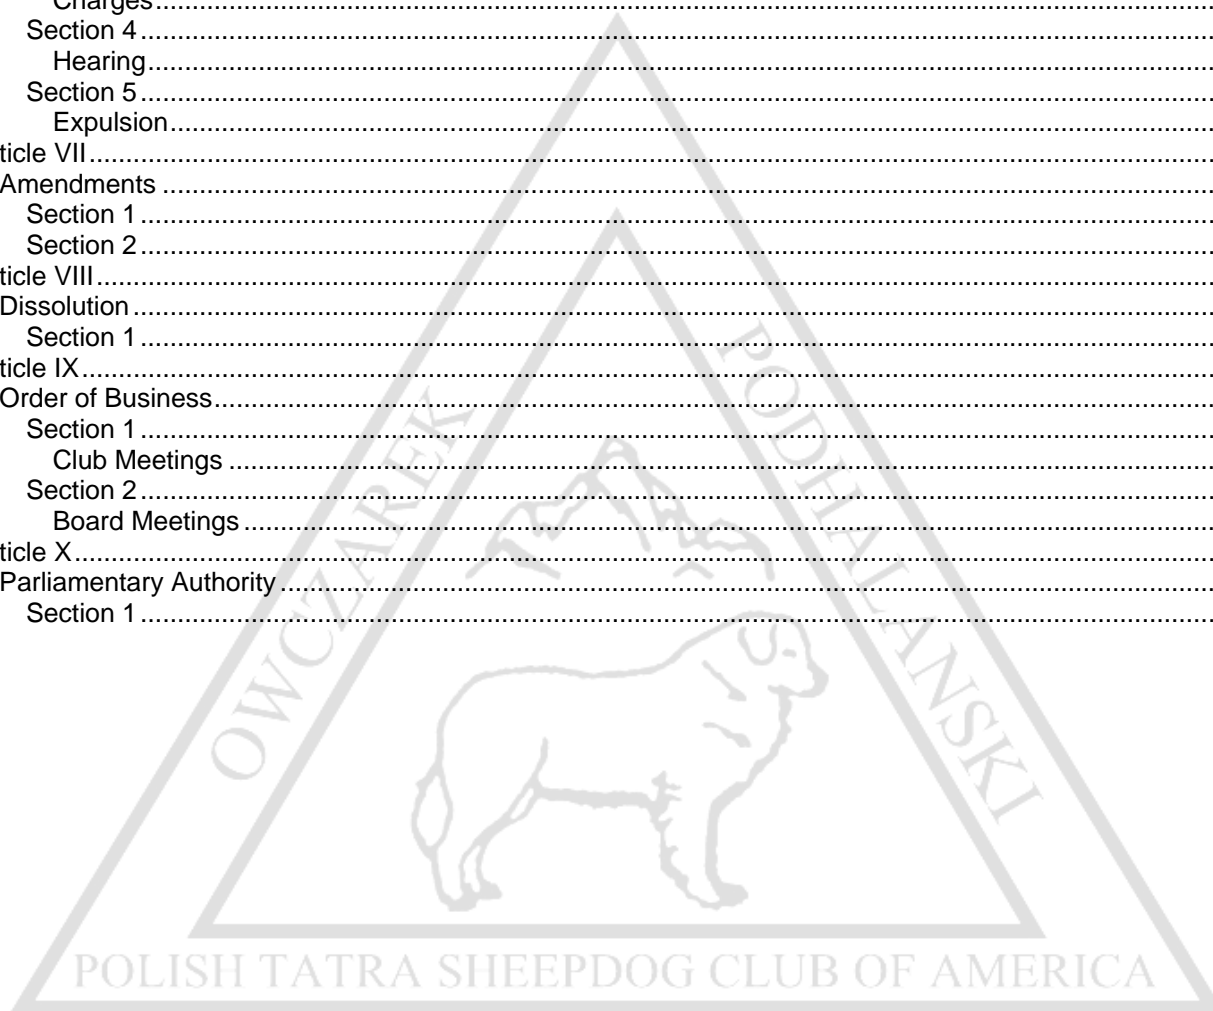 Charges
Section 4
Hearing
Section 5
Expulsion
ticle VII
Amendments
Section 1
Section 2
ticle VIII
Dissolution
Section 1
ticle IX
Order of Business
Section 1
Club Meetings
Section 2
Board Meetings
ticle X
Parliamentary Authority
Section 1
OWCZAREK
PODHALANSKI
POLISH TATRA SHEEPDOG CLUB OF AMERICA